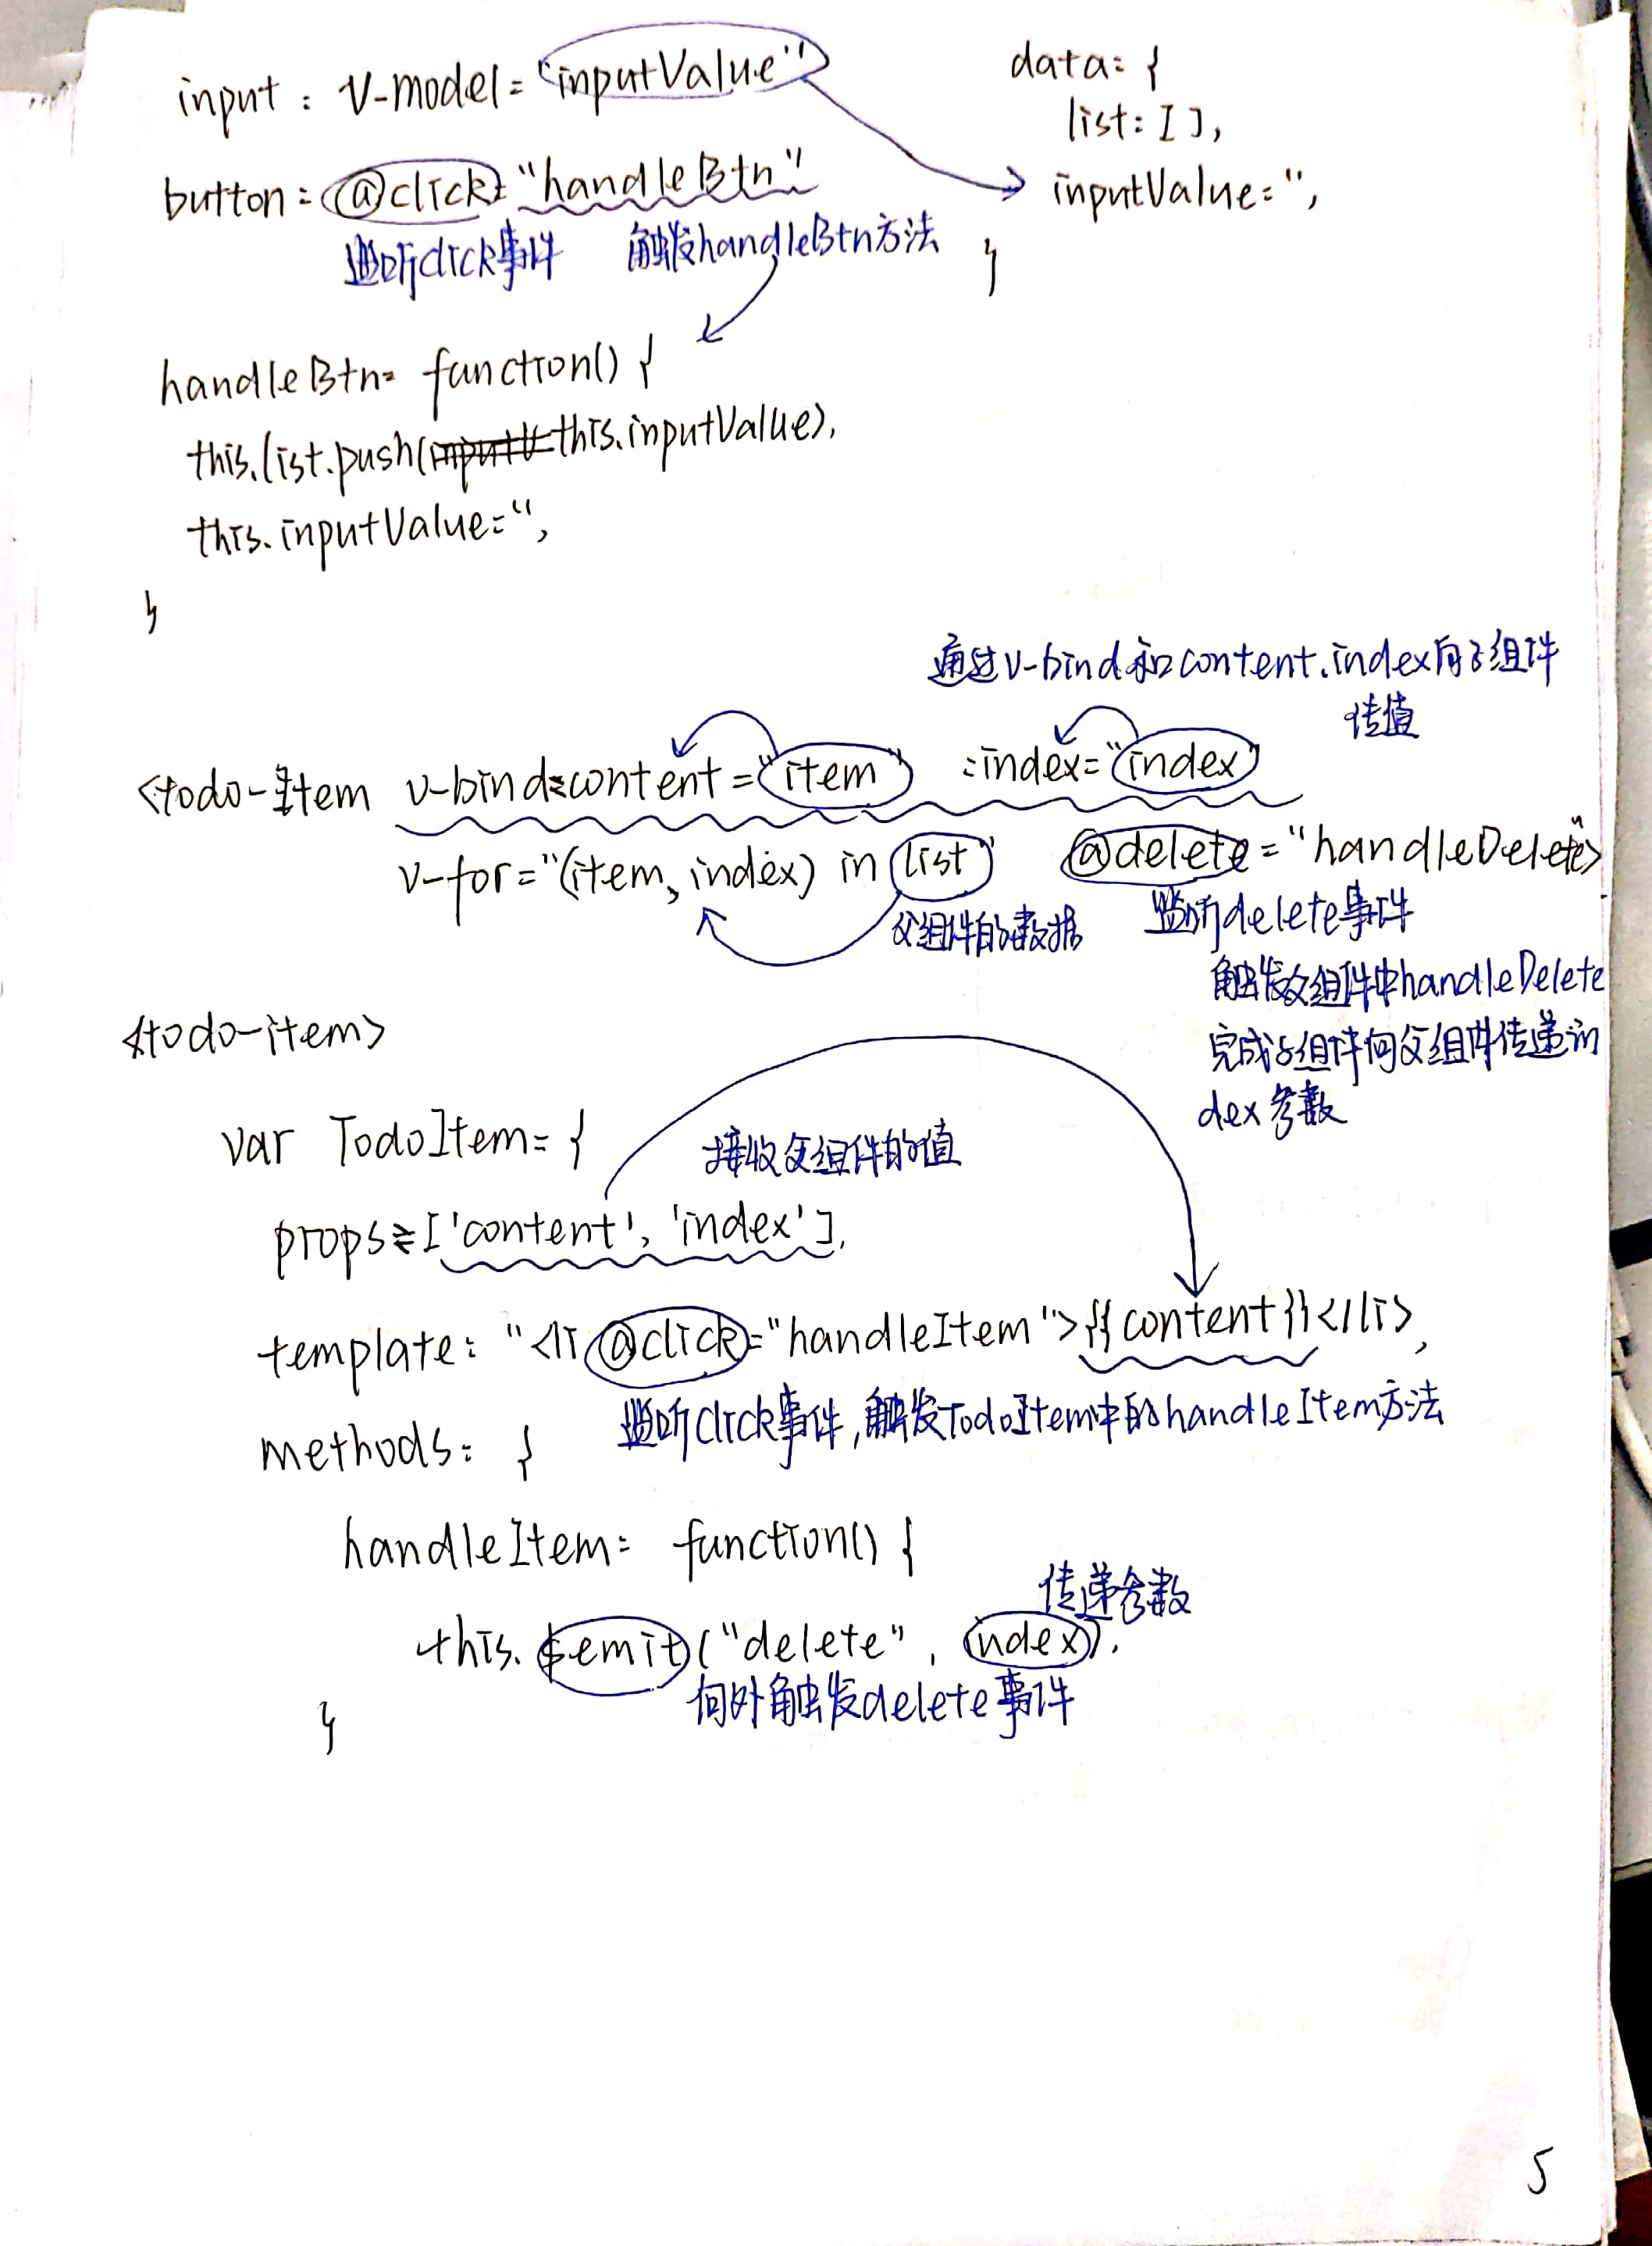 input : v-model = "inputValue"
data: {
list: [],
inputValue: '',
}
button: @click= "handleBtn"
监听click事件 触发handleBtn方法
handleBtn: function() {
this.list.push(this.inputValue),
this.inputValue='',
}
通过v-bind和content.index向子组件
传值
<todo-Item v-bind:content="item" :index="index"
v-for="(item, index) in list" @delete="handleDelete">
父组件的数据 监听delete事件
触发父组件中handleDelete
完成子组件向父组件传递in
dex参数
<todo-item>
var TodoItem= {
接收父组件的值
props: ['content', 'index'],
template: "<li @click="handleItem">{{content}}</li>,
监听click事件,触发TodoItem中的handleItem方法
methods: {
handleItem: function() {
传递参数
this.$emit("delete", index),
向外触发delete事件
}
5